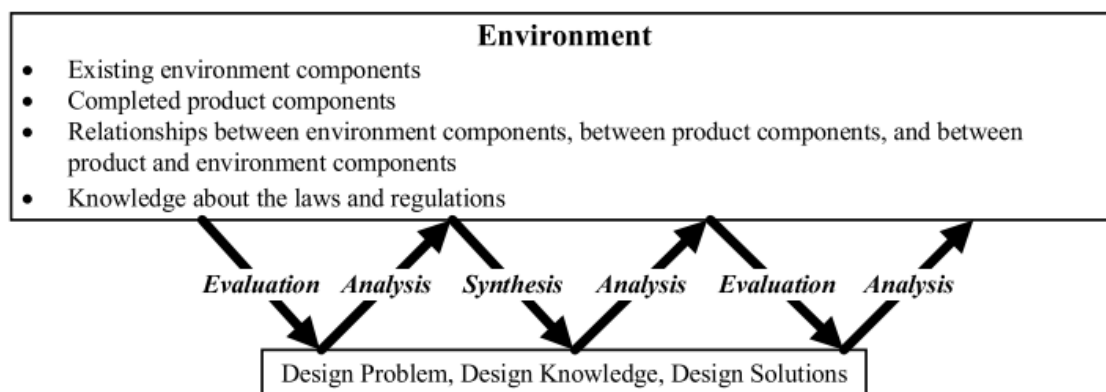 Environment
• Existing environment components
• Completed product components
• Relationships between environment components, between product components, and between
product and environment components
• Knowledge about the laws and regulations
Evaluation Analysis Synthesis Analysis Evaluation Analysis
Design Problem, Design Knowledge, Design Solutions